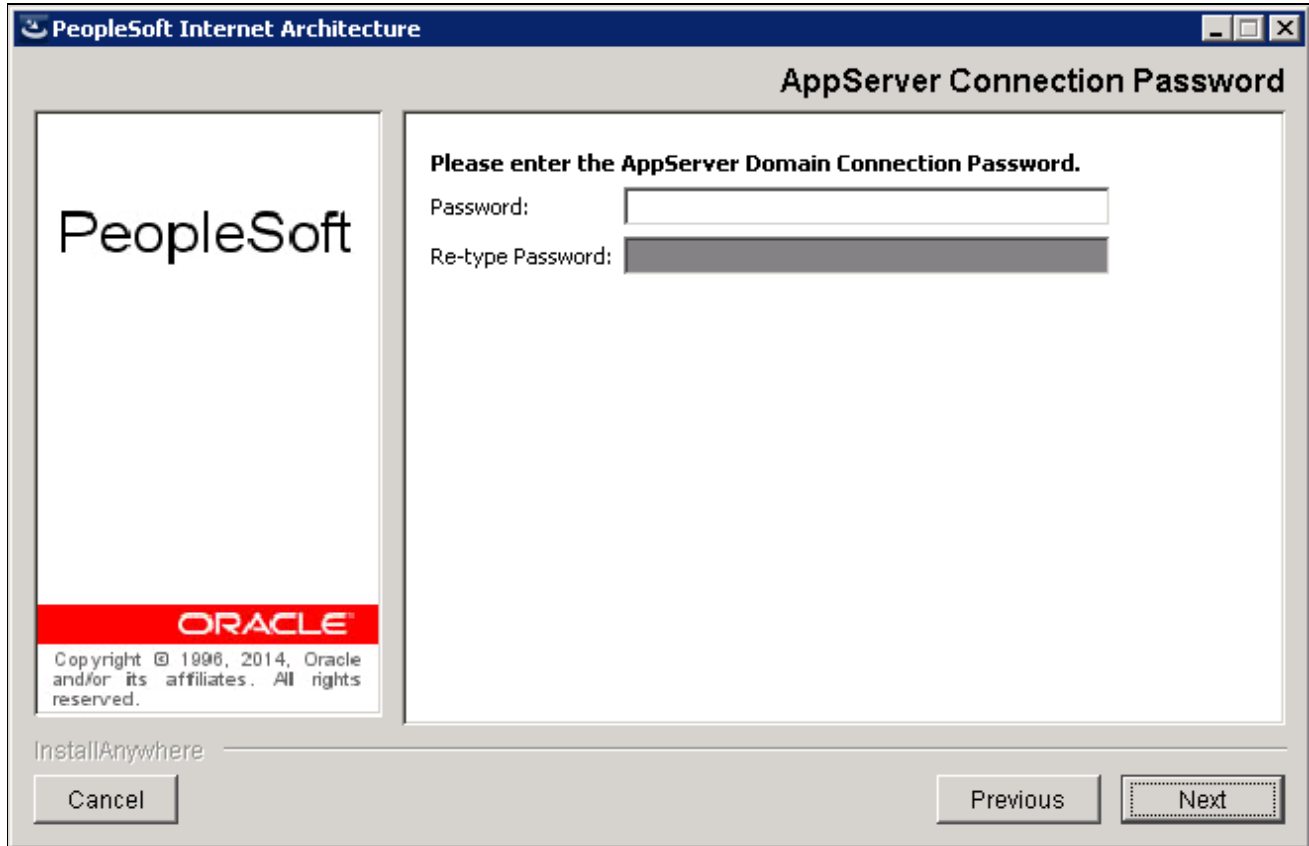 PeopleSoft Internet Architecture
AppServer Connection Password
PeopleSoft
Please enter the AppServer Domain Connection Password.
Password:
Re-type Password:
ORACLE
Copyright © 1996, 2014, Oracle
and/or its affiliates. All rights
reserved.
InstallAnywhere
Cancel
Previous
Next